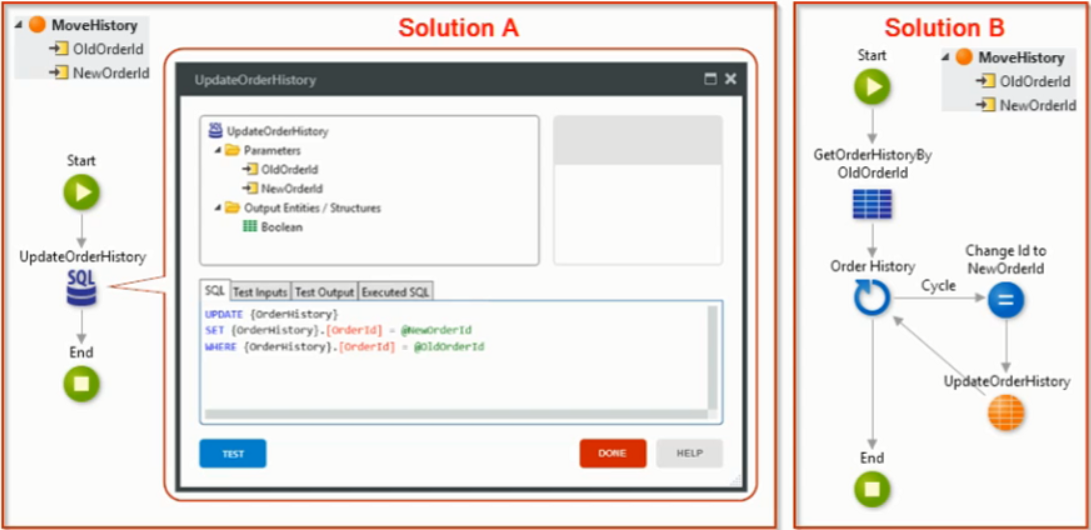 Solution A
MoveHistory
OldOrderId
NewOrderId
Start
UpdateOrderHistory
SQL
End
UpdateOrderHistory
UpdateOrderHistory
Parameters
OldOrderId
NewOrderId
Output Entities / Structures
Boolean
SQL Test Inputs Test Output Executed SQL
UPDATE {OrderHistory}
SET {OrderHistory}.[OrderId] = @NewOrderId
WHERE {OrderHistory}.[OrderId] = @OldOrderId
TEST DONE HELP
Solution B
MoveHistory
OldOrderId
NewOrderId
Start
GetOrderHistoryBy
OldOrderId
Order History
Cycle
Change Id to
NewOrderId
UpdateOrderHistory
End